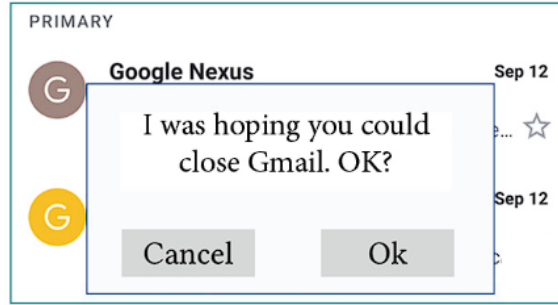 PRIMARY
G
Google Nexus
Sep 12
I was hoping you could
close Gmail. OK?
e...
G
Sep 12
Cancel
Ok